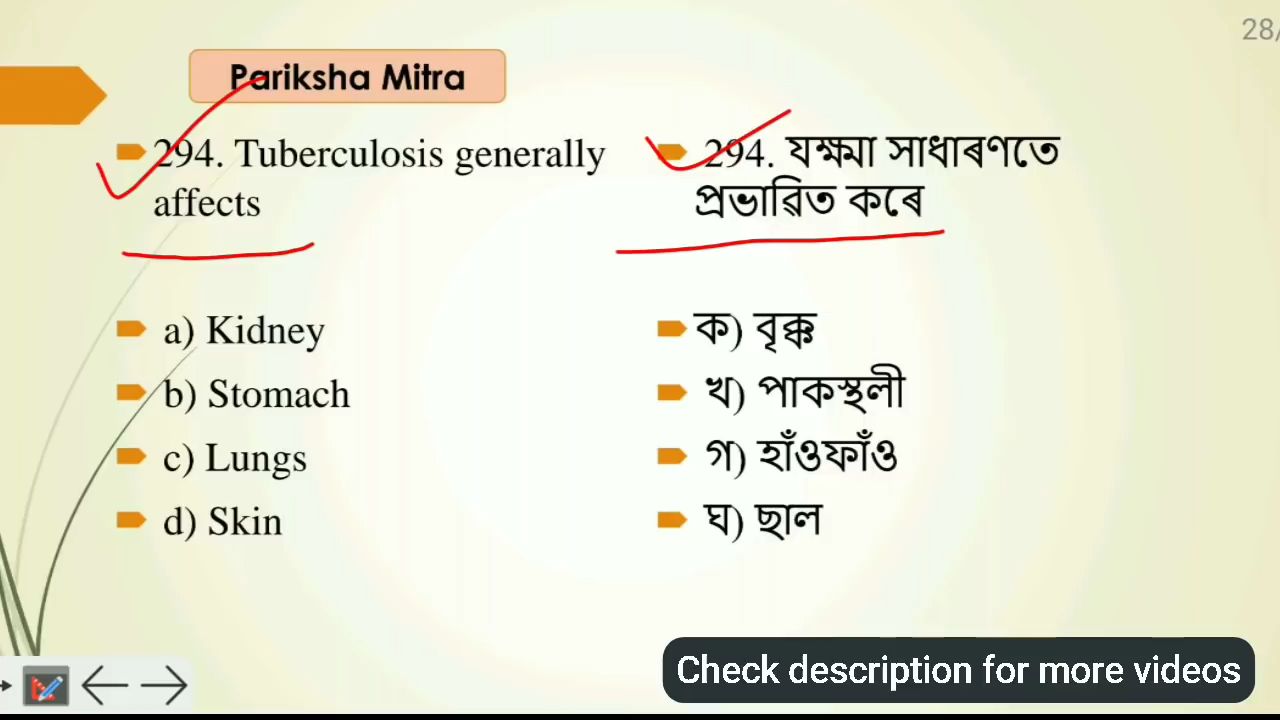 28/
Pariksha Mitra
294. Tuberculosis generally
affects
a) Kidney
b) Stomach
c) Lungs
d) Skin
294. যক্ষ্মা সাধাৰণতে
প্ৰভাৱিত কৰে
ক) বৃক্ক
খ) পাকস্থলী
গ) হাঁওফাঁও
ঘ) ছাল
Check description for more videos